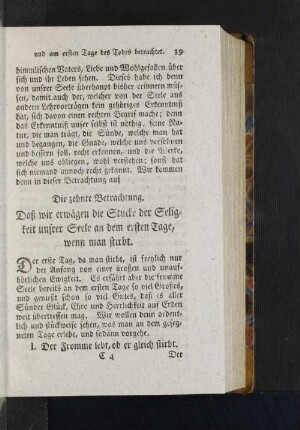 und am ersten Tage des Todes betrachtet. 39
himmlischen Vaters, Liebe und Wohlgefallen über
sich und ihr Leben sehen. Dieses habe ich denn
von unsrer Seele überhaupt bisher erinnern müs-
sen, damit auch der, welcher von der Seele aus
andern Lehrvorträgen kein gehöriges Erkenntniß
hat, sich davon einen rechten Begrif mache; denn
das Erkenntniß unser selbst ist nöthig. seine Na-
tur, die man trägt, die Sünde, welche man hat
und begangen, die Gnade, welche uns versöhnen
und bessern soll, recht erkennen, und die Werke,
welche uns obliegen, wohl verstehen; sonst hat
sich niemand annoch recht gekannt. Wir kommen
denn in dieser Betrachtung auf
Die zehnte Betrachtung.
Daß wir erwägen die Stücke der Selig-
keit unsrer Seele an dem ersten Tage,
wenn man stirbt.
Der erste Tag, da man stirbt, ist freylich nur
der Anfang von einer großen und unauf-
hörlichen Ewigkeit. Es erfährt aber die fromme
Seele bereits an dem ersten Tage so viel Großes,
und genießt schon so viel Gutes, daß es aller
Sünder Glück, Ehre und Herrlichkeit auf Erden
weit übertressen mag. Wir wollen denn ordent-
lich und stückweise sehen, was man an dem geseg-
neten Tage erlebe, und sodann vorgehe.
I. Der Fromme lebt, ob er gleich stirbt.
C 4 Der